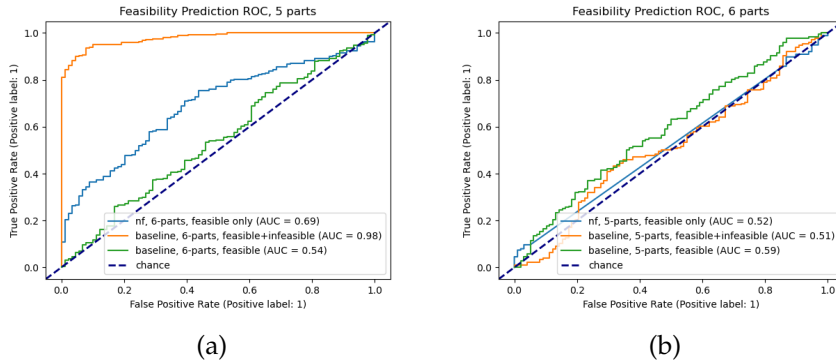 Feasibility Prediction ROC, 5 parts
True Positive Rate (Positive label: 1)
1.0
0.8
0.6
0.4
0.2
0.0
nf, 6-parts, feasible only (AUC = 0.69)
baseline, 6-parts, feasible+infeasible (AUC = 0.98)
baseline, 6-parts, feasible (AUC = 0.54)
chance
0.0 0.2 0.4 0.6 0.8 1.0
False Positive Rate (Positive label: 1)
(a)
Feasibility Prediction ROC, 6 parts
True Positive Rate (Positive label: 1)
1.0
0.8
0.6
0.4
0.2
0.0
nf, 5-parts, feasible only (AUC = 0.52)
baseline, 5-parts, feasible+infeasible (AUC = 0.51)
baseline, 5-parts, feasible (AUC = 0.59)
chance
0.0 0.2 0.4 0.6 0.8 1.0
False Positive Rate (Positive label: 1)
(b)